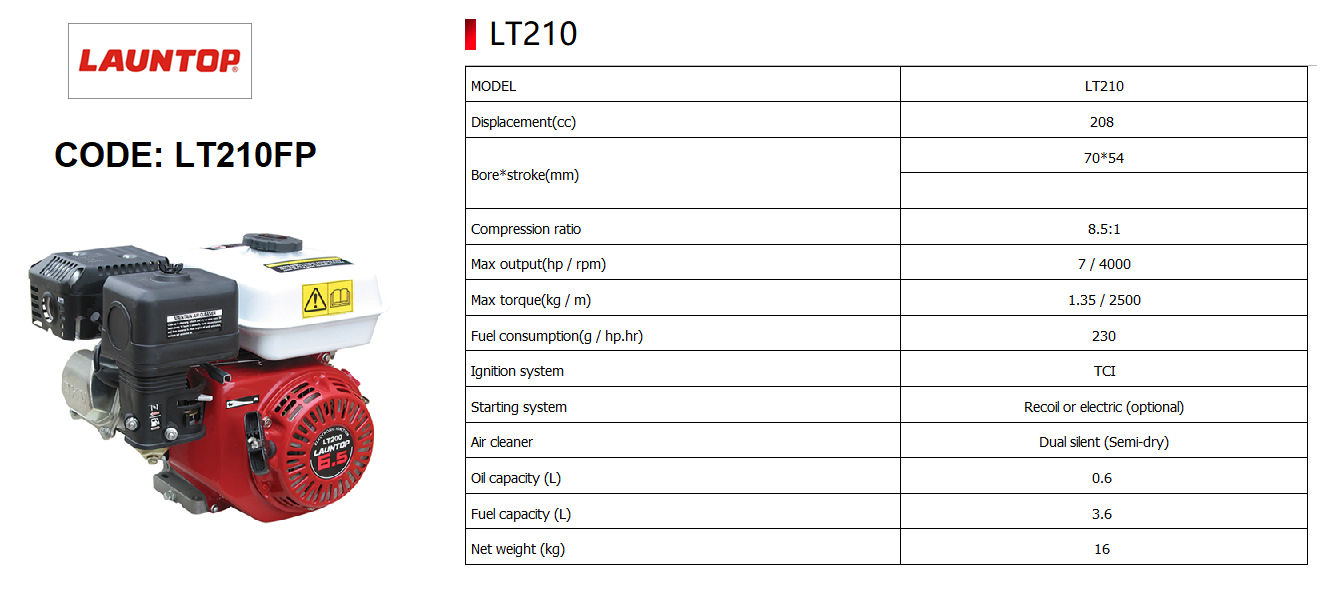 LAUNTOP®
CODE: LT210FP
LT200
LAUNTOP
6.5
LT210
MODEL LT210
Displacement(cc) 208
Bore*stroke(mm) 70*54
Compression ratio 8.5:1
Max output(hp / rpm) 7 / 4000
Max torque(kg / m) 1.35 / 2500
Fuel consumption(g / hp.hr) 230
Ignition system TCI
Starting system Recoil or electric (optional)
Air cleaner Dual silent (Semi-dry)
Oil capacity (L) 0.6
Fuel capacity (L) 3.6
Net weight (kg) 16